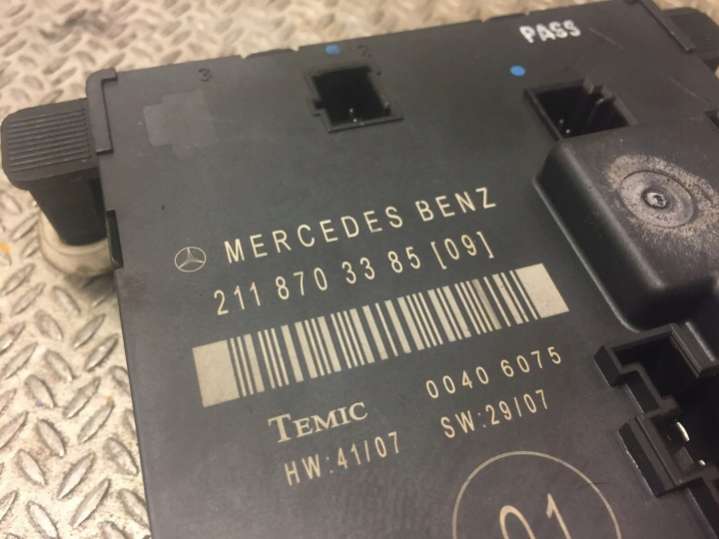 PASS
3
2
MERCEDES BENZ
211 870 33 85 [09]
TEMIC
0040 6075
HW:41/07
SW:29/07
01